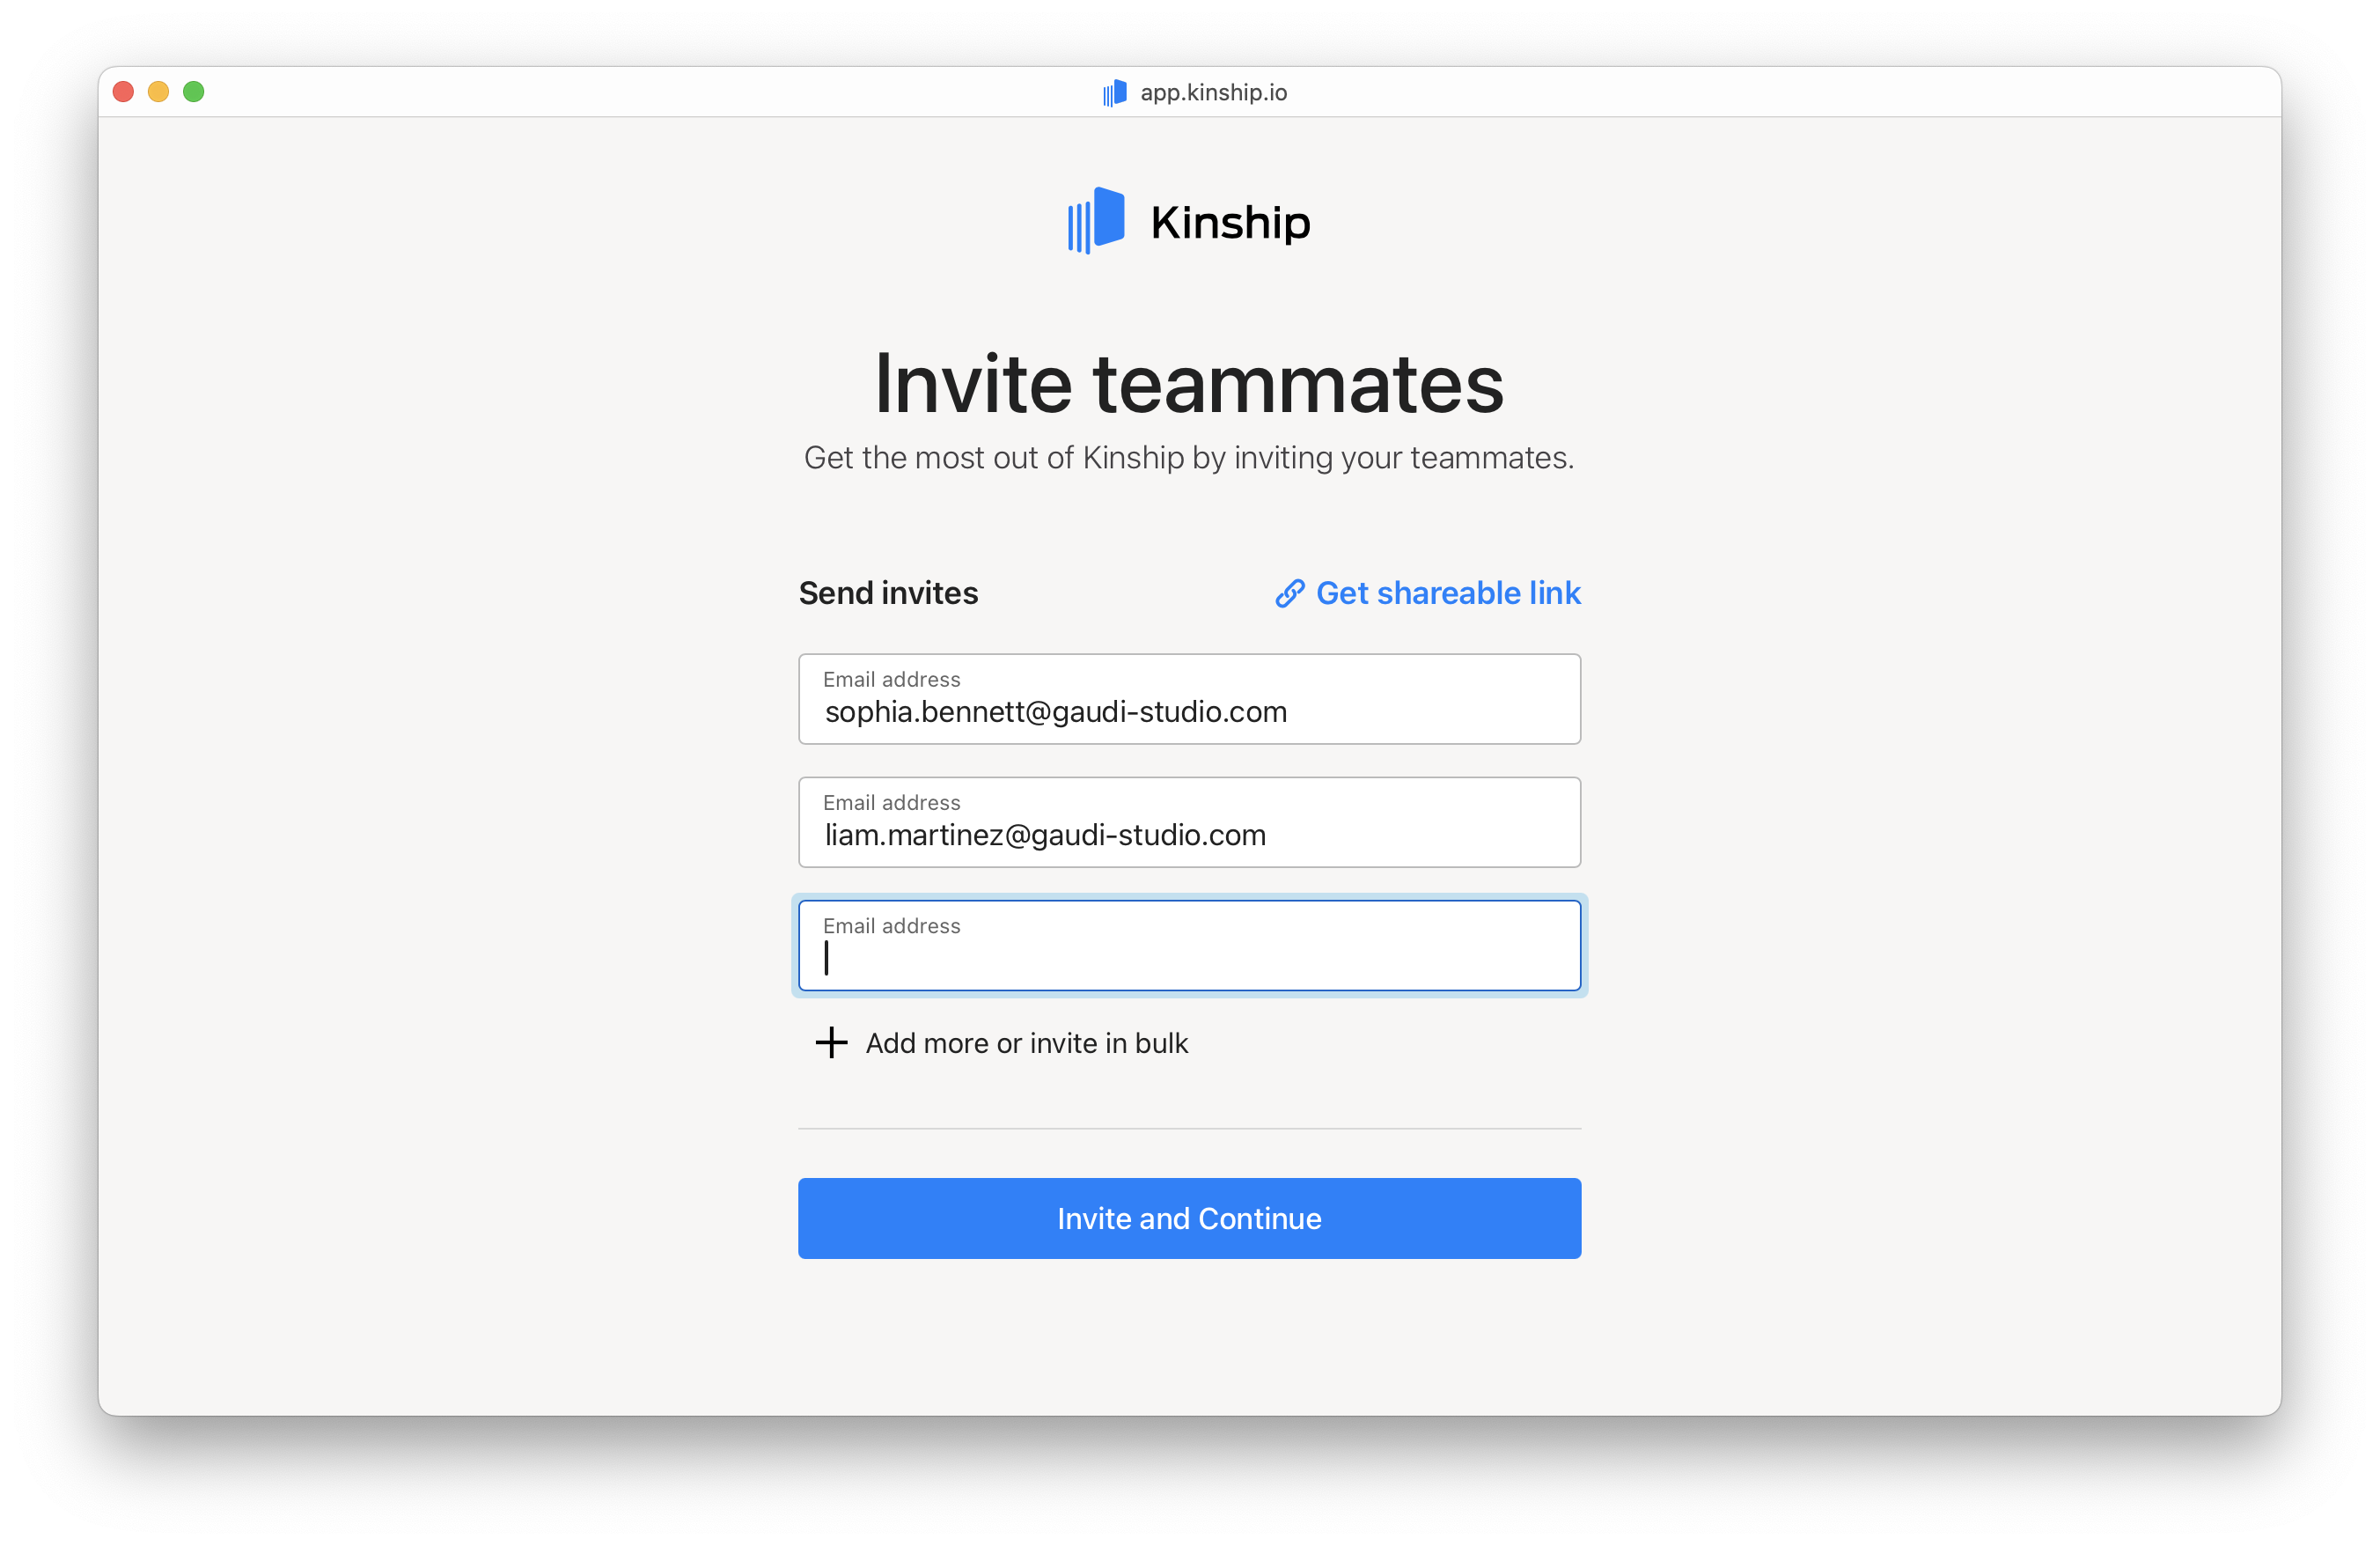 app.kinship.io
Kinship
Invite teammates
Get the most out of Kinship by inviting your teammates.
Send invites
Get shareable link
Email address
sophia.bennett@gaudi-studio.com
Email address
liam.martinez@gaudi-studio.com
Email address
Add more or invite in bulk
Invite and Continue